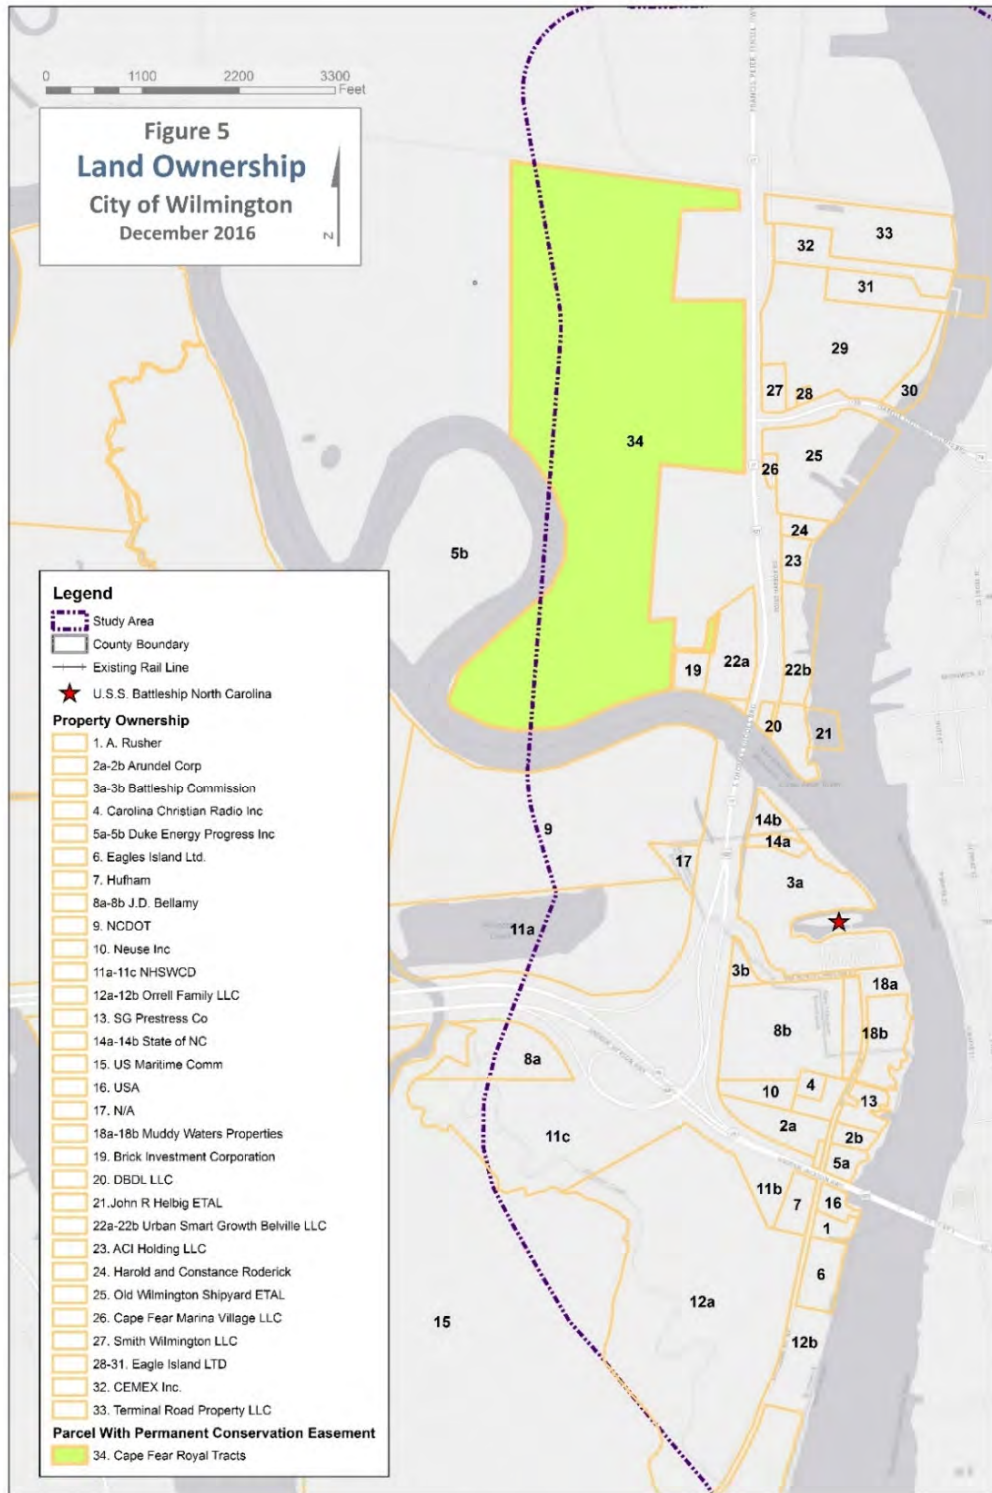 0 1100 2200 3300
Feet
Figure 5
Land Ownership
City of Wilmington
December 2016
N
33
32
31
29
27
28
30
34
25
26
24
5b
23
22a
19
22b
20
21
9
14b
14a
17
3a
11a
3b
18a
8b
18b
8a
4
10
13
2a
2b
11c
5a
11b
7
16
1
6
12a
15
12b
Legend
Study Area
County Boundary
Existing Rail Line
U.S.S. Battleship North Carolina
Property Ownership
1. A. Rusher
2a-2b Arundel Corp
3a-3b Battleship Commission
4. Carolina Christian Radio Inc
5a-5b Duke Energy Progress Inc
6. Eagles Island Ltd.
7. Hufham
8a-8b J.D. Bellamy
9. NCDOT
10. Neuse Inc
11a-11c NHSWCD
12a-12b Orrell Family LLC
13. SG Prestress Co
14a-14b State of NC
15. US Maritime Comm
16. USA
17. N/A
18a-18b Muddy Waters Properties
19. Brick Investment Corporation
20. DBDL LLC
21.John R Helbig ETAL
22a-22b Urban Smart Growth Belville LLC
23. ACI Holding LLC
24. Harold and Constance Roderick
25. Old Wilmington Shipyard ETAL
26. Cape Fear Marina Village LLC
27. Smith Wilmington LLC
28-31. Eagle Island LTD
32. CEMEX Inc.
33. Terminal Road Property LLC
Parcel With Permanent Conservation Easement
34. Cape Fear Royal Tracts